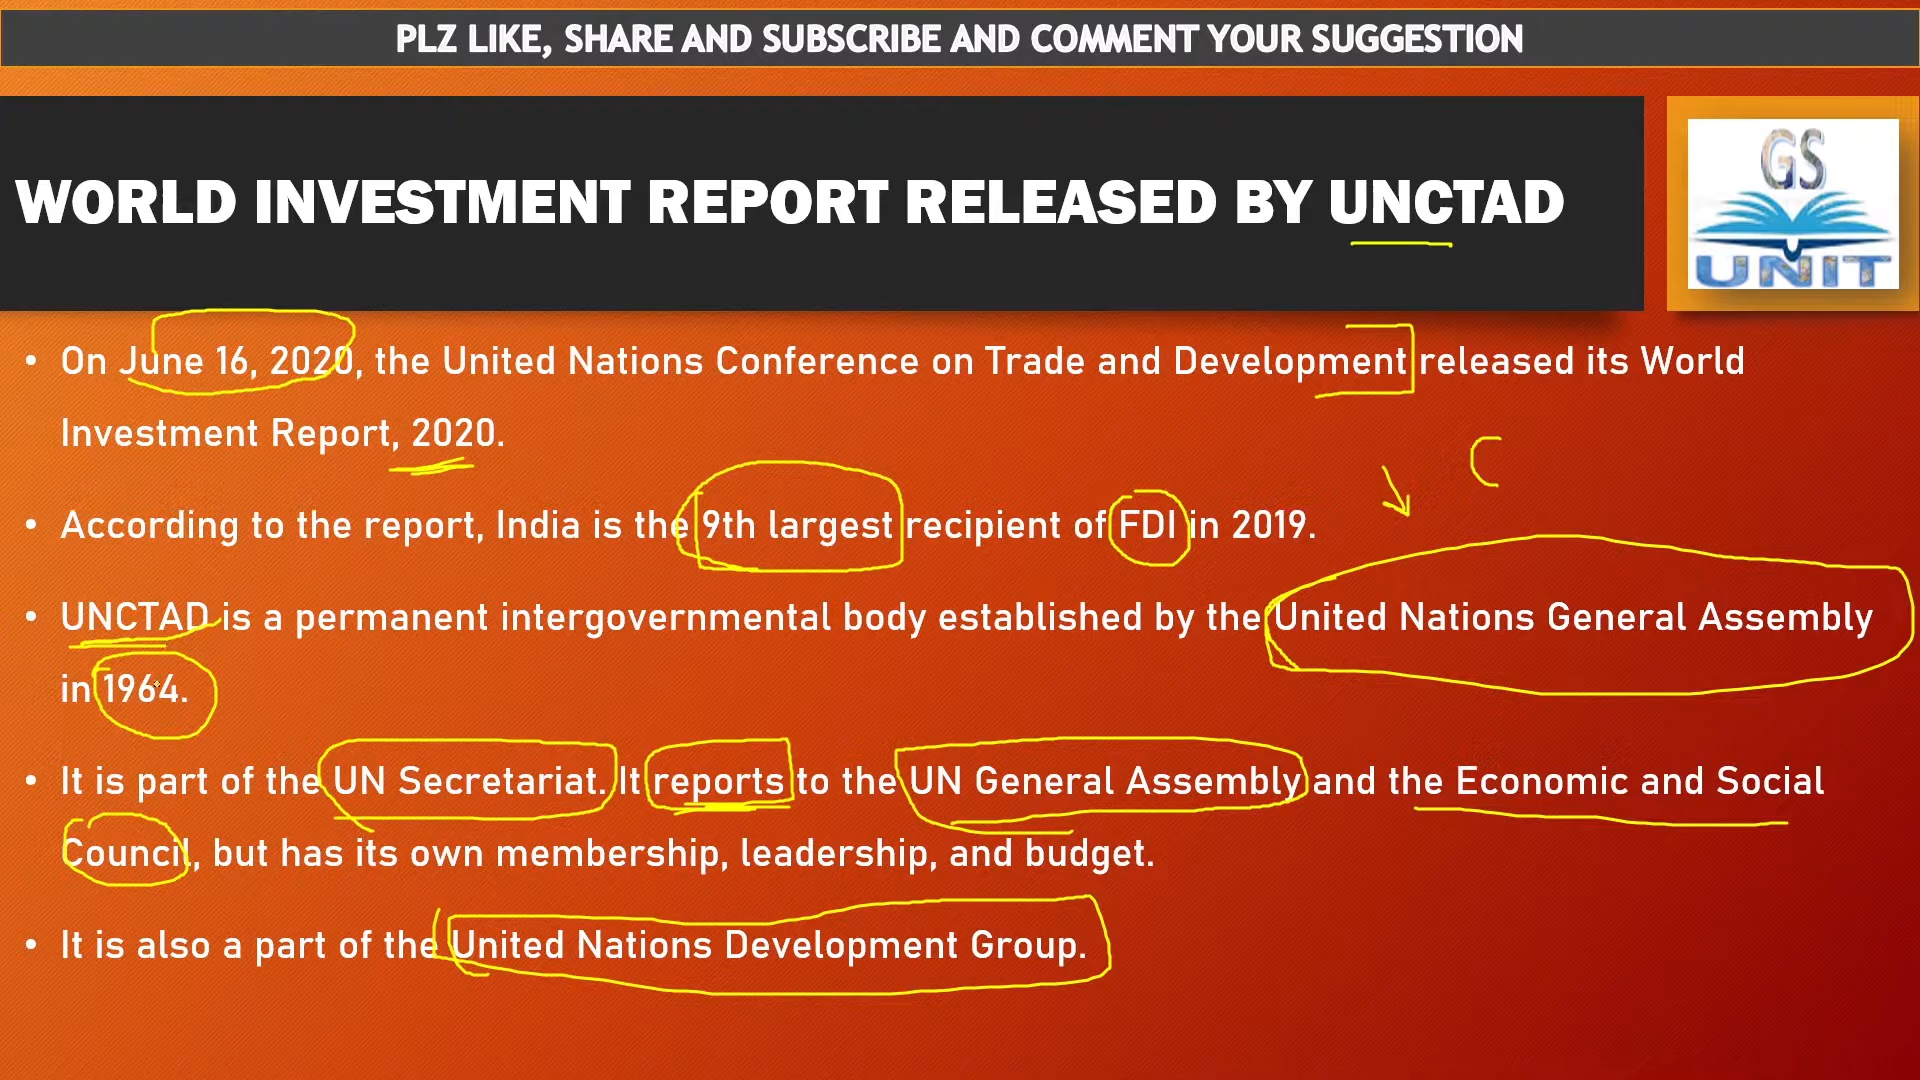 PLZ LIKE, SHARE AND SUBSCRIBE AND COMMENT YOUR SUGGESTION
WORLD INVESTMENT REPORT RELEASED BY UNCTAD
GS
UNIT
• On June 16, 2020, the United Nations Conference on Trade and Development released its World
Investment Report, 2020.
C
• According to the report, India is the 9th largest recipient of FDI in 2019.
• UNCTAD is a permanent intergovernmental body established by the United Nations General Assembly
in 1964.
• It is part of the UN Secretariat. It reports to the UN General Assembly and the Economic and Social
Council, but has its own membership, leadership, and budget.
• It is also a part of the United Nations Development Group.